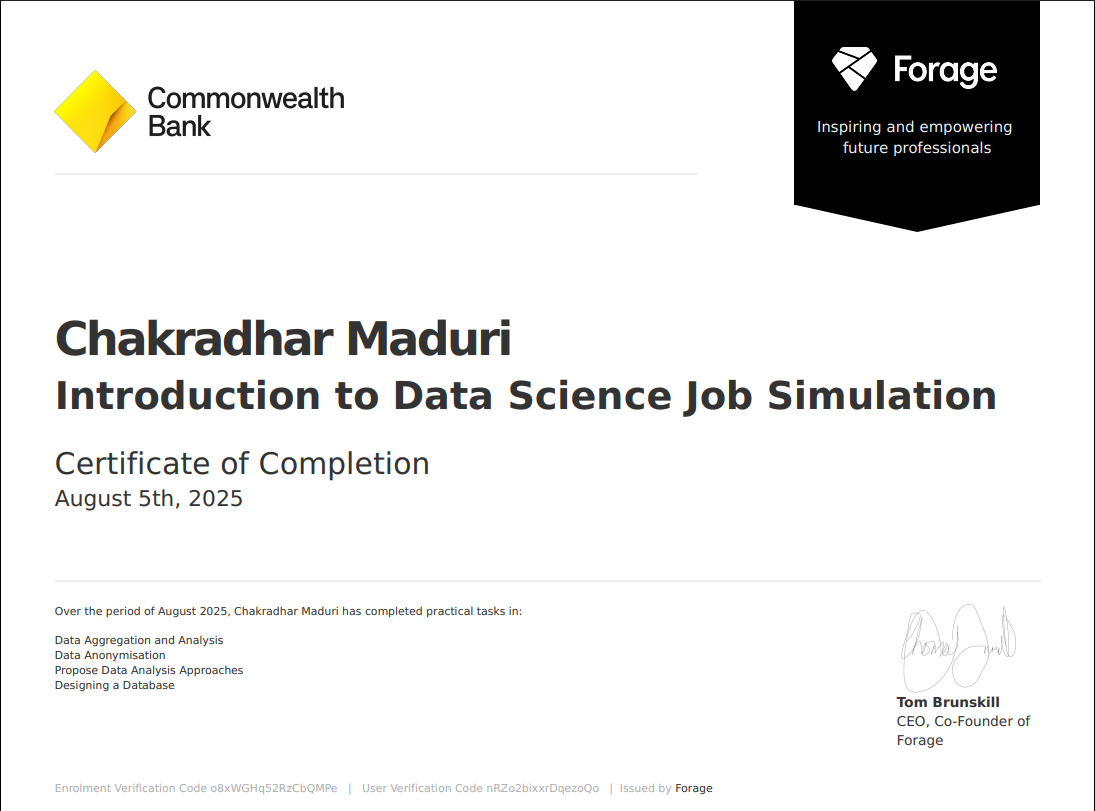 Commonwealth
Bank
Forage
Inspiring and empowering
future professionals
Chakradhar Maduri
Introduction to Data Science Job Simulation
Certificate of Completion
August 5th, 2025
Over the period of August 2025, Chakradhar Maduri has completed practical tasks in:
Data Aggregation and Analysis
Data Anonymisation
Propose Data Analysis Approaches
Designing a Database
Tom Brunskill
CEO, Co-Founder of
Forage
Enrolment Verification Code o8xWGHq52RzCbQMPe | User Verification Code nRZo2bixxrDqezoQo | Issued by Forage